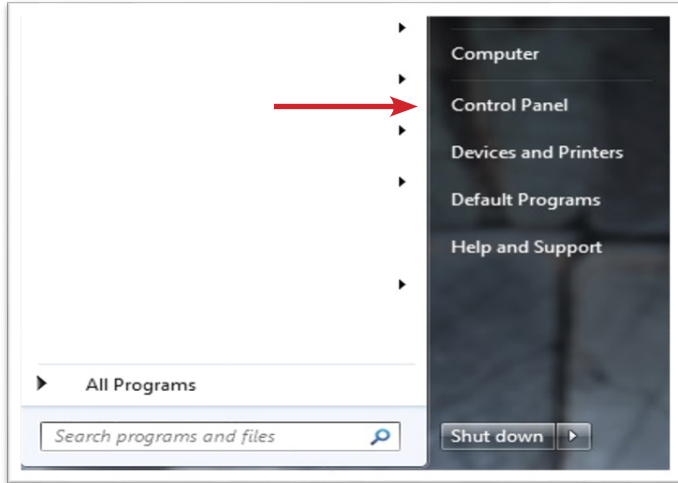 Computer
Control Panel
Devices and Printers
Default Programs
Help and Support
All Programs
Search programs and files
Shut down